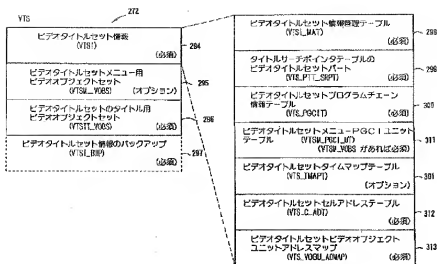 VTS
272
ビデオタイトルセット情報
(VTSI)
(必須)
294
ビデオタイトルセットメニュー用
ビデオオブジェクトセット
(VTSM_VOBS)
(オプション)
295
ビデオタイトルセットのタイトル用
ビデオオブジェクトセット
(VTSTT_VOBS)
(必須)
296
ビデオタイトルセット情報のバックアップ
(VTSI_BUP)
(必須)
297
ビデオタイトルセット情報管理テーブル
(VTSI_MAT)
(必須)
298
タイトルサーチポインタテーブルの
ビデオタイトルセットパート
(VTS_PTT_SRPT)
(必須)
299
ビデオタイトルセットプログラムチェーン
情報テーブル
(VTS_PGCIT)
(必須)
300
ビデオタイトルセットメニューPGCIユニット
テーブル (VTSM_PGCI_UT)
(VTSM_VOBS があれば必須)
311
ビデオタイトルセットタイムマップテーブル
(VTS_TMAPT)
(オプション)
301
ビデオタイトルセットセルアドレステーブル
(VTS_C_ADT)
(必須)
312
ビデオタイトルセットビデオオブジェクト
ユニットアドレスマップ
(VTS_VOBU_ADMAP)
(必須)
313